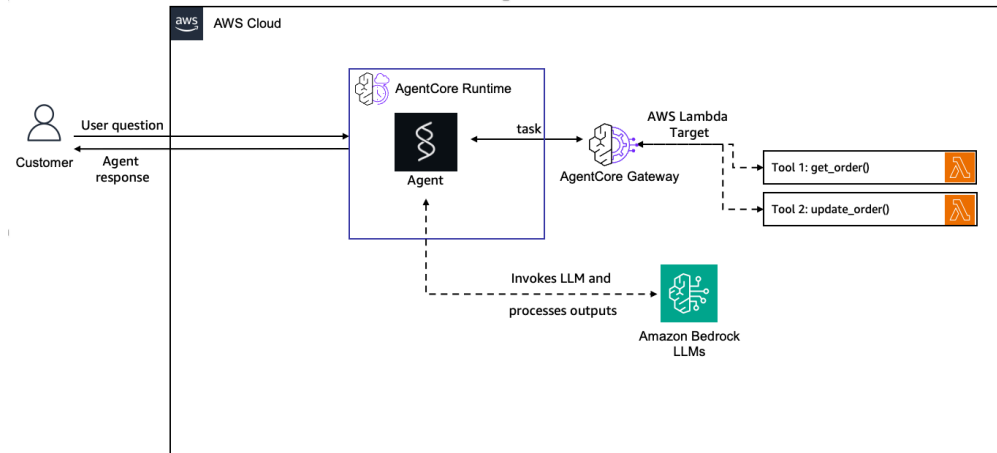 aws
AWS Cloud
AgentCore Runtime
User question
Customer
Agent
response
Agent
task
AgentCore Gateway
AWS Lambda
Target
Tool 1: get_order()
Tool 2: update_order()
Invokes LLM and
processes outputs
Amazon Bedrock
LLMs